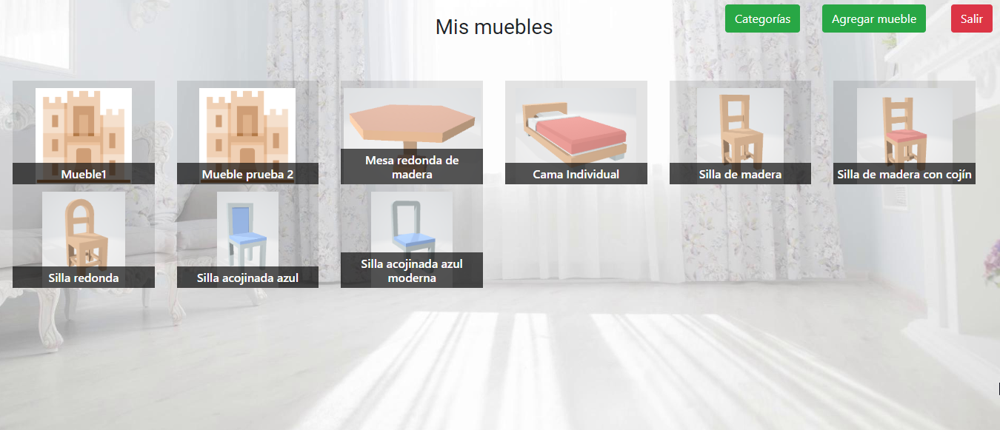 Mis muebles
Categorías
Agregar mueble
Salir
Mueble1
Mueble prueba 2
Mesa redonda de
madera
Cama Individual
Silla de madera
Silla de madera con cojín
Silla redonda
Silla acojinada azul
Silla acojinada azul
moderna